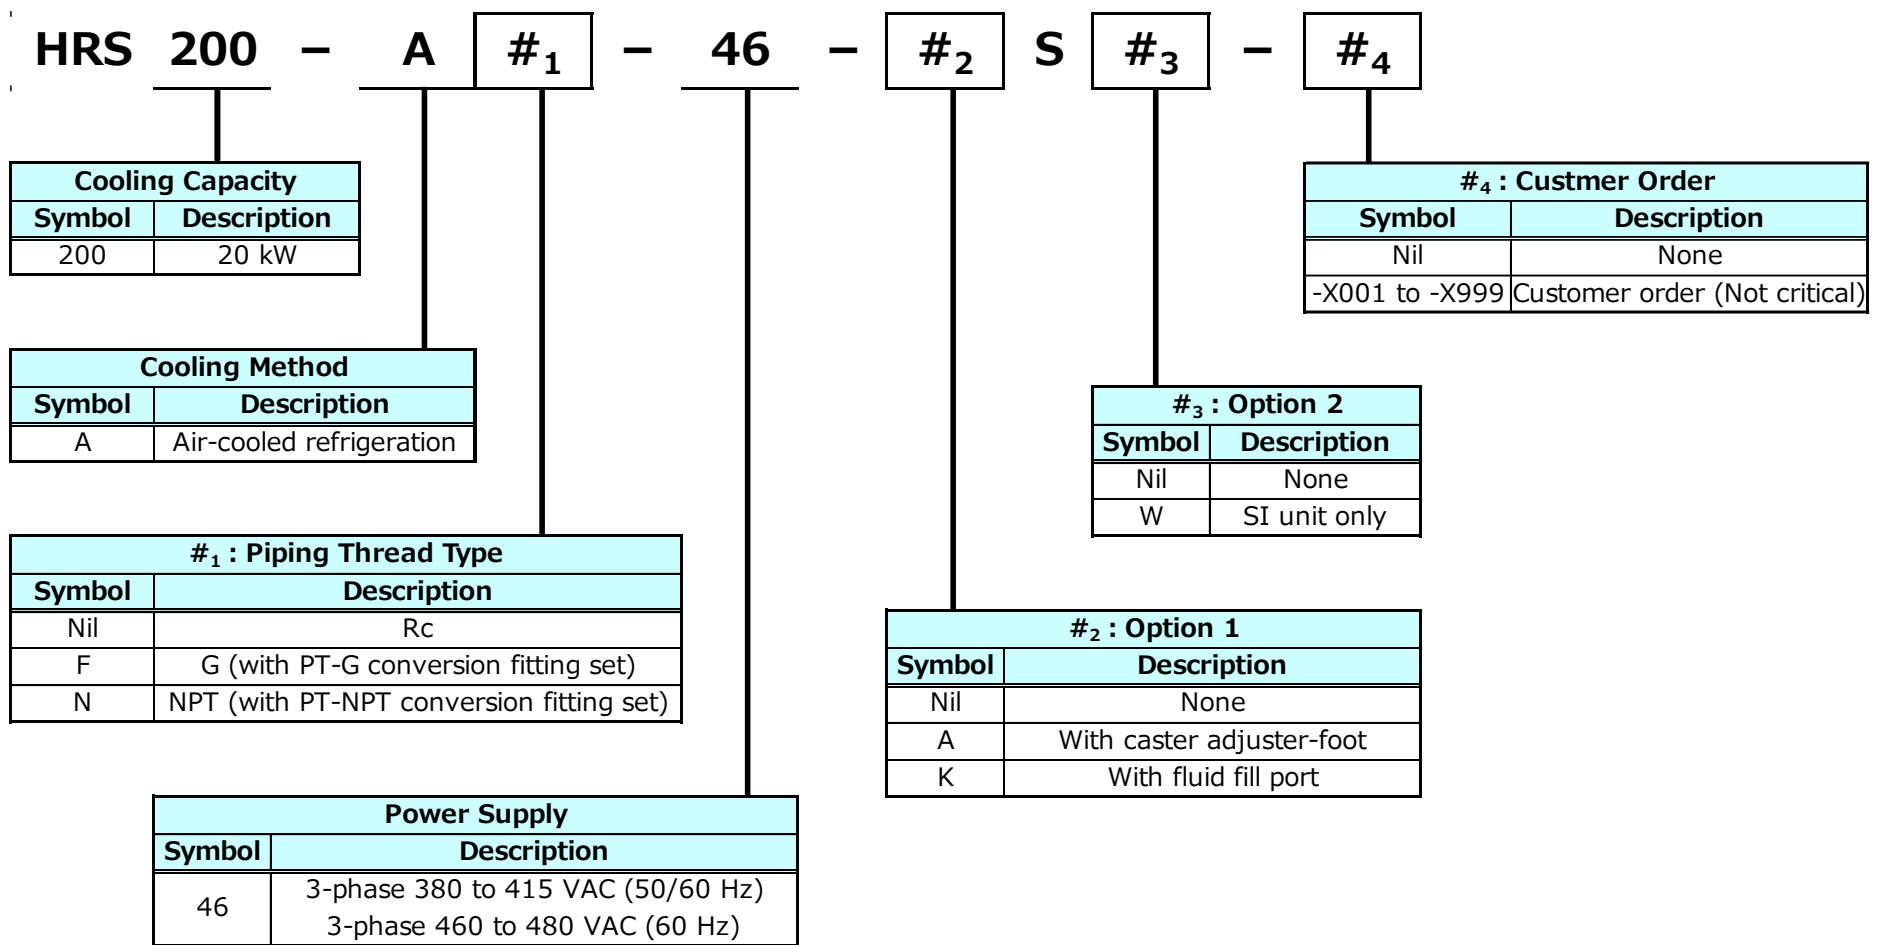 HRS 200 – A #1 – 46 – #2 S #3 – #4
Cooling Capacity
Symbol Description
200 20 kW
#4 : Custmer Order
Symbol Description
Nil None
-X001 to -X999 Customer order (Not critical)
Cooling Method
Symbol Description
A Air-cooled refrigeration
#3 : Option 2
Symbol Description
Nil None
W SI unit only
#1 : Piping Thread Type
Symbol Description
Nil Rc
F G (with PT-G conversion fitting set)
N NPT (with PT-NPT conversion fitting set)
#2 : Option 1
Symbol Description
Nil None
A With caster adjuster-foot
K With fluid fill port
Power Supply
Symbol Description
46 3-phase 380 to 415 VAC (50/60 Hz)
3-phase 460 to 480 VAC (60 Hz)